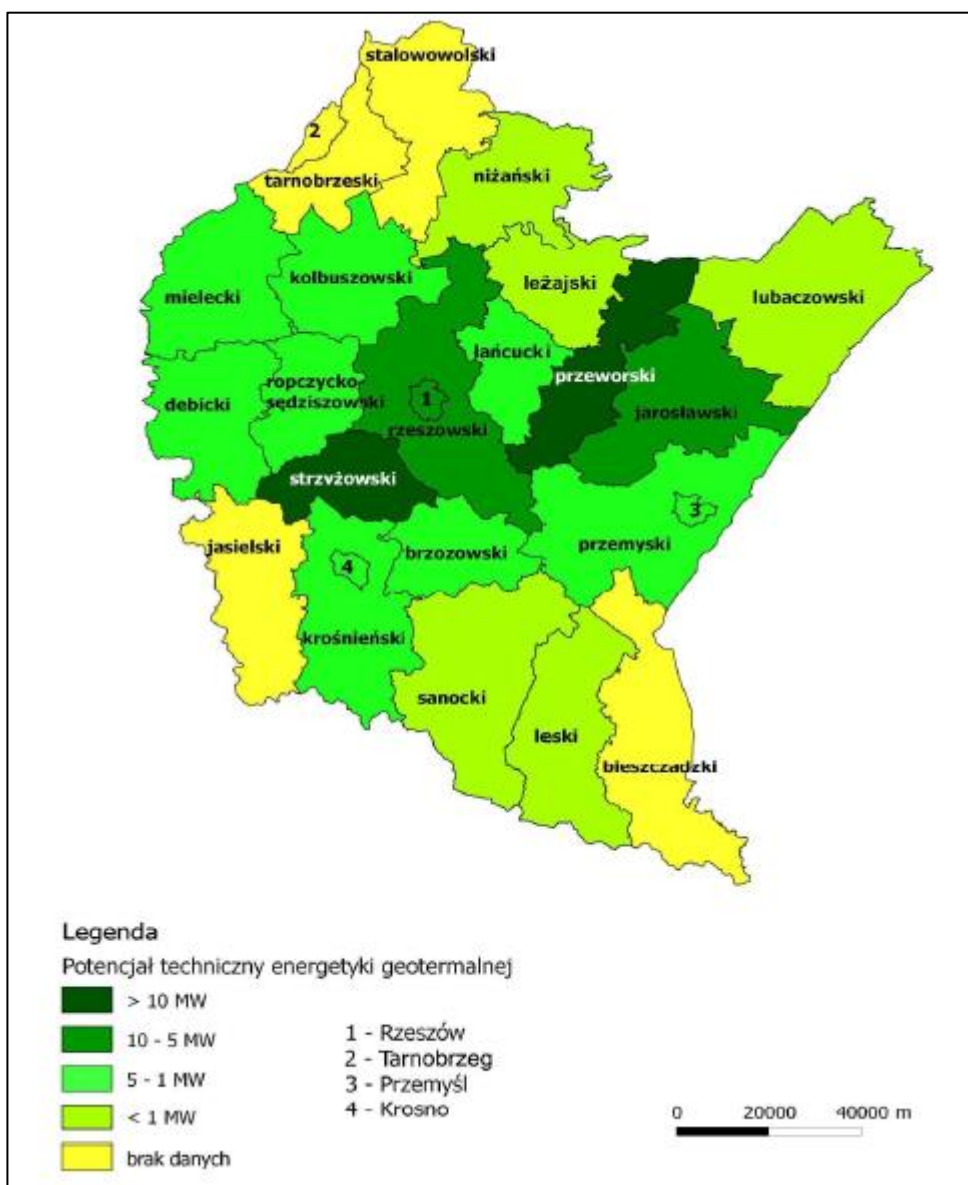 stalowowolski
2
tarnobrzeski
niżański
mielecki
kolbuszowski
leżajski
lubaczowski
łańcucki
przeworski
debicki
ropczycko-
sędziszowski
1
rzeszowski
jarosławski
strzyżowski
3
jasielski
4
brzozowski
przemyski
krośnieński
sanocki
leski
bieszczadzki
Legenda
Potencjał techniczny energetyki geotermalnej
> 10 MW
10 - 5 MW
5 - 1 MW
< 1 MW
brak danych
1 - Rzeszów
2 - Tarnobrzeg
3 - Przemyśl
4 - Krosno
0 20000 40000 m